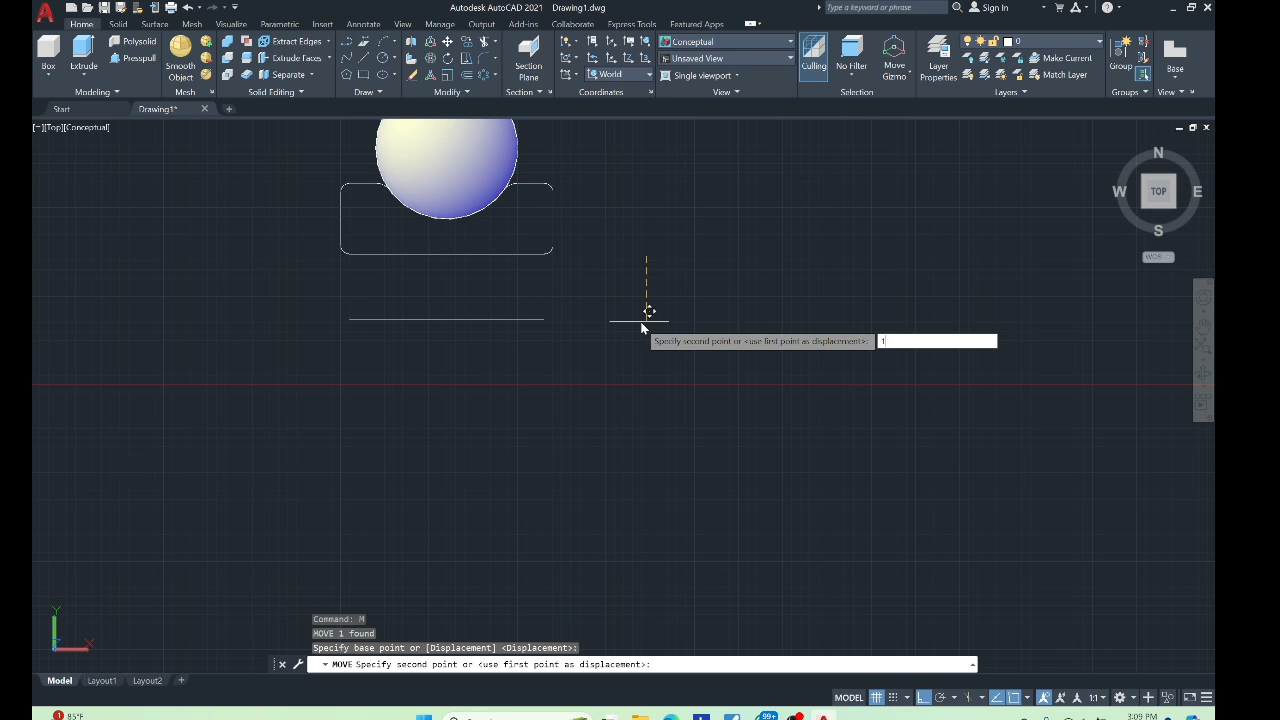 Autodesk AutoCAD 2021 Drawing1.dwg
Type a keyword or phrase
Sign In
Home Solid Surface Mesh Visualize Parametric Insert Annotate View Manage Output Collaborate Express Tools Featured Apps
Box
Extrude
Polysolid
Presspull
Smooth
Object
Extract Edges
Extrude Faces
Separate
Section
Plane
World
Conceptual
Unsaved View
Single viewport
Culling
No Filter
Move
Gizmo
Layer
Properties
0
Make Current
Match Layer
Group
Base
Modeling Mesh Solid Editing Draw Modify Section Coordinates View Selection Layers Groups View
Start Drawing1*
[−][Top][Conceptual]
N
W TOP E
S
WCS
Specify second point or <use first point as displacement>: 1
Y
X
Command: M
MOVE 1 found
Specify base point or [Displacement] <Displacement>:
MOVE Specify second point or <use first point as displacement>:
Model Layout1 Layout2
MODEL 1:1
1 85°F 99+ 3:09 PM